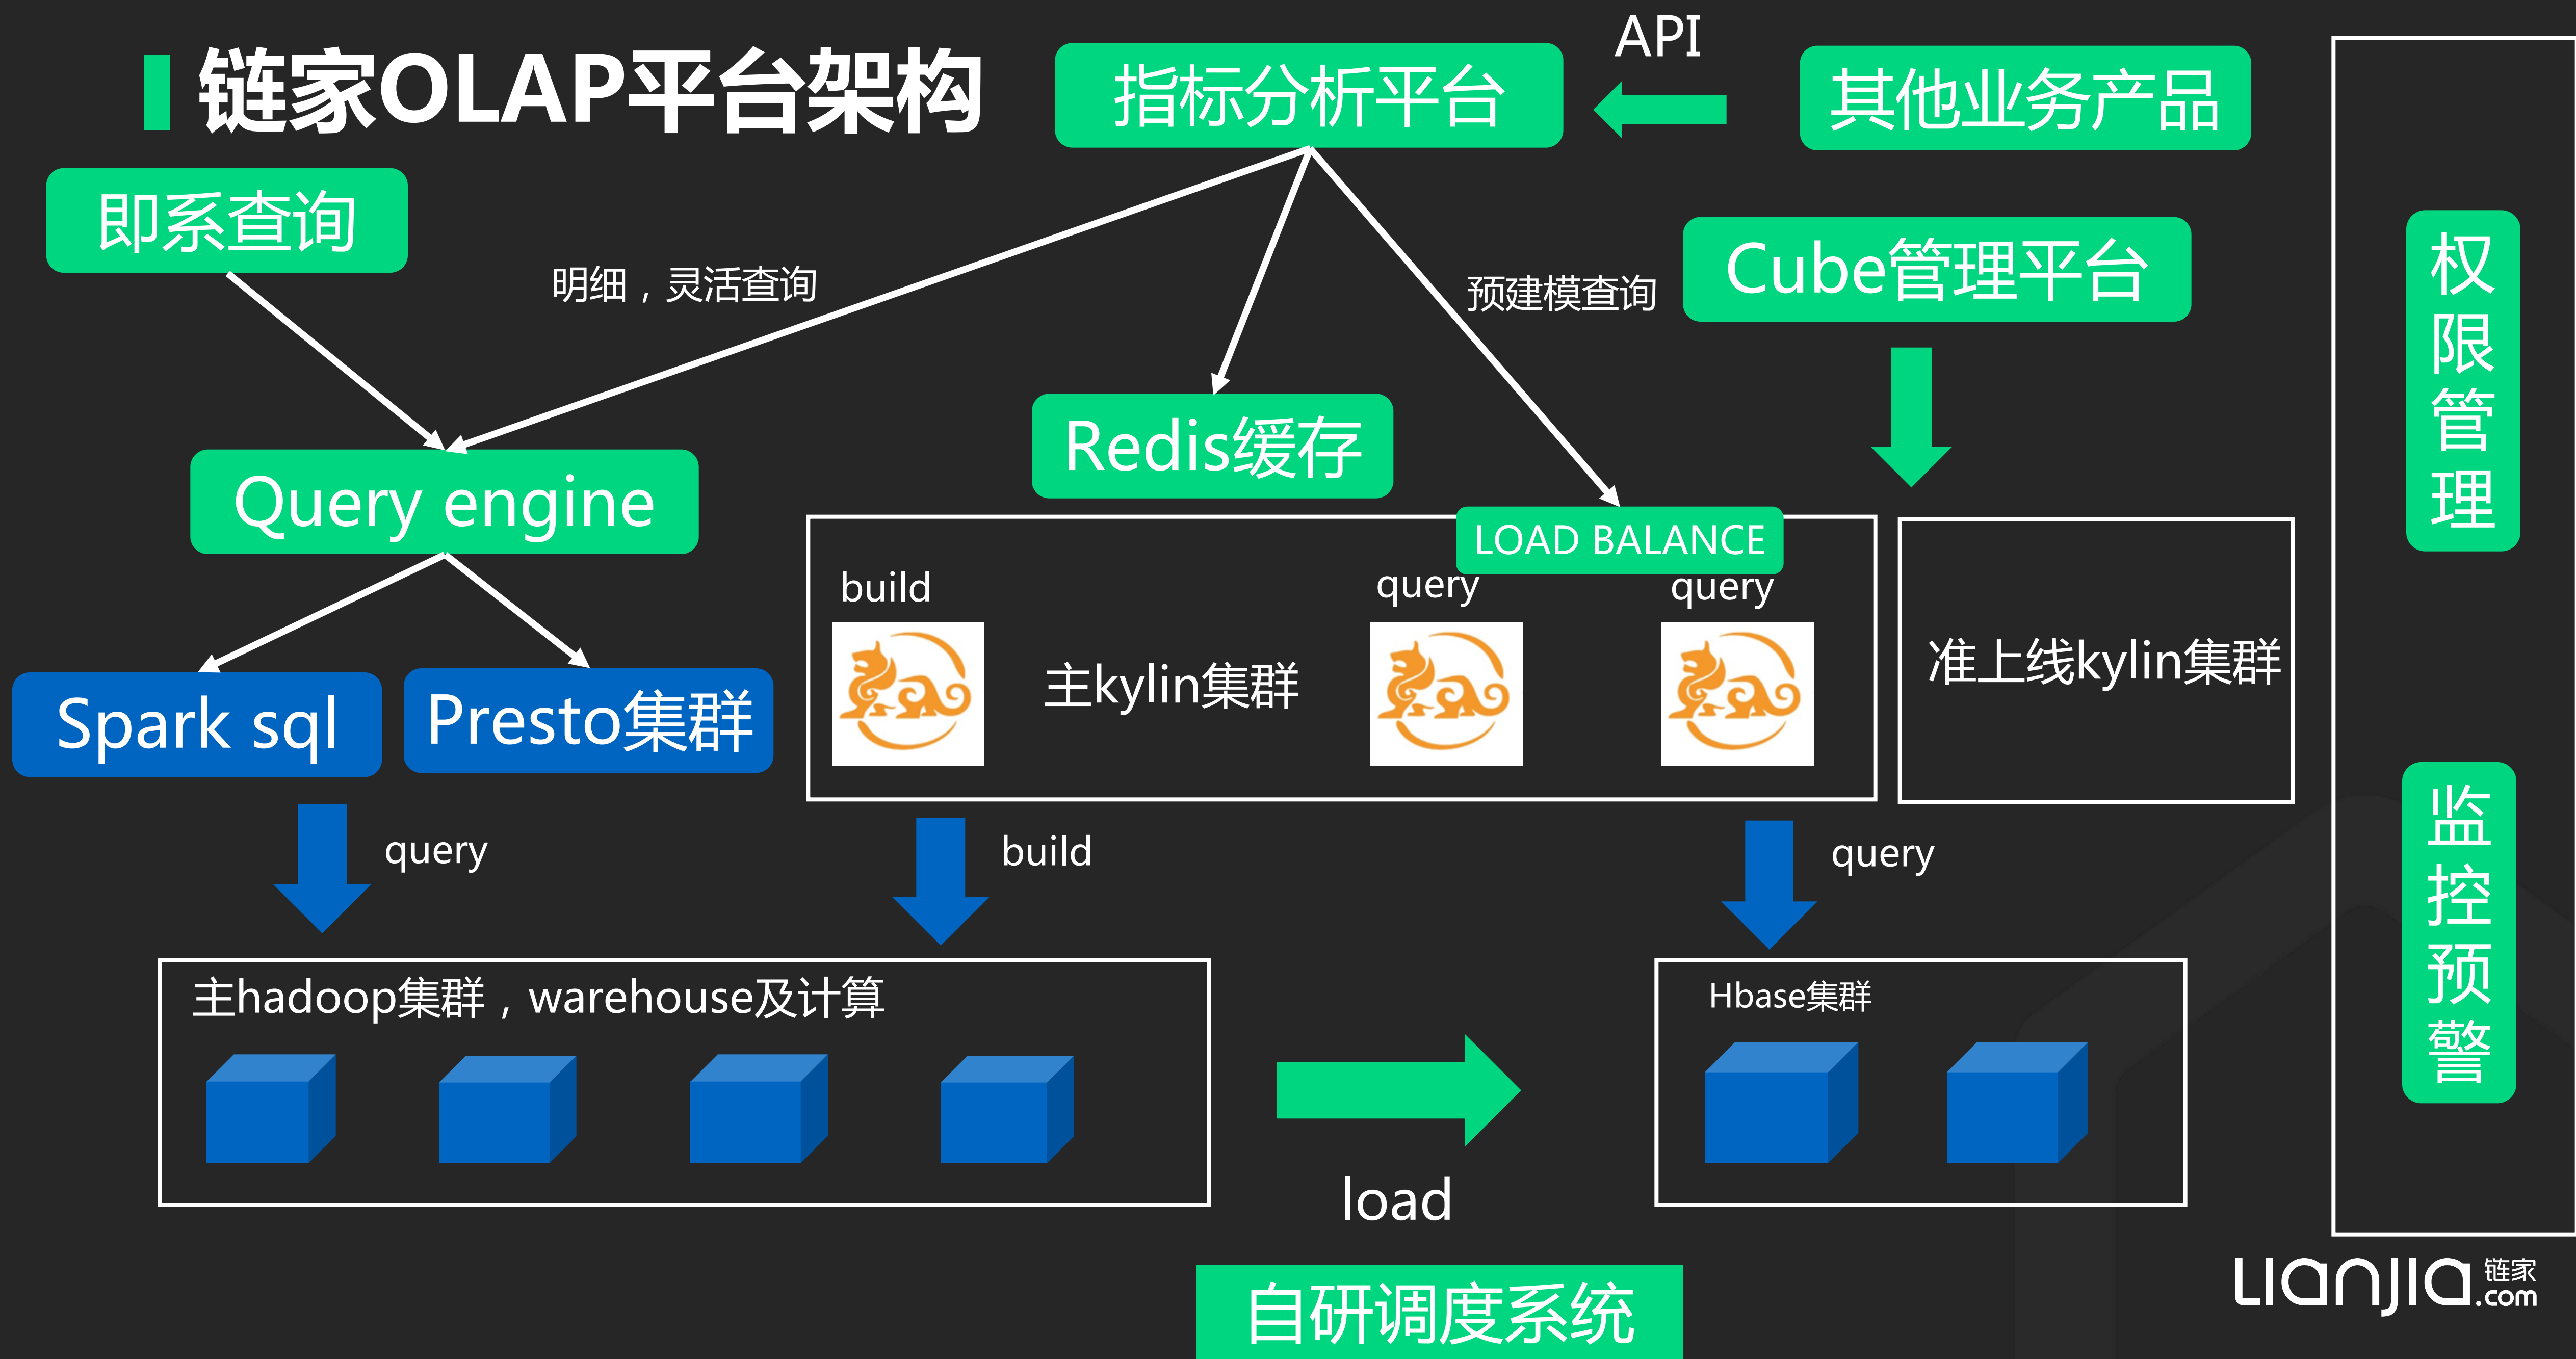 链家OLAP平台架构
指标分析平台
API
其他业务产品
即系查询
明细，灵活查询
预建模查询
Cube管理平台
权限管理
Redis缓存
Query engine
LOAD BALANCE
build
query
query
主kylin集群
准上线kylin集群
Spark sql
Presto集群
监控预警
query
build
query
主hadoop集群，warehouse及计算
Hbase集群
load
自研调度系统
LIANJIA.链家
.com